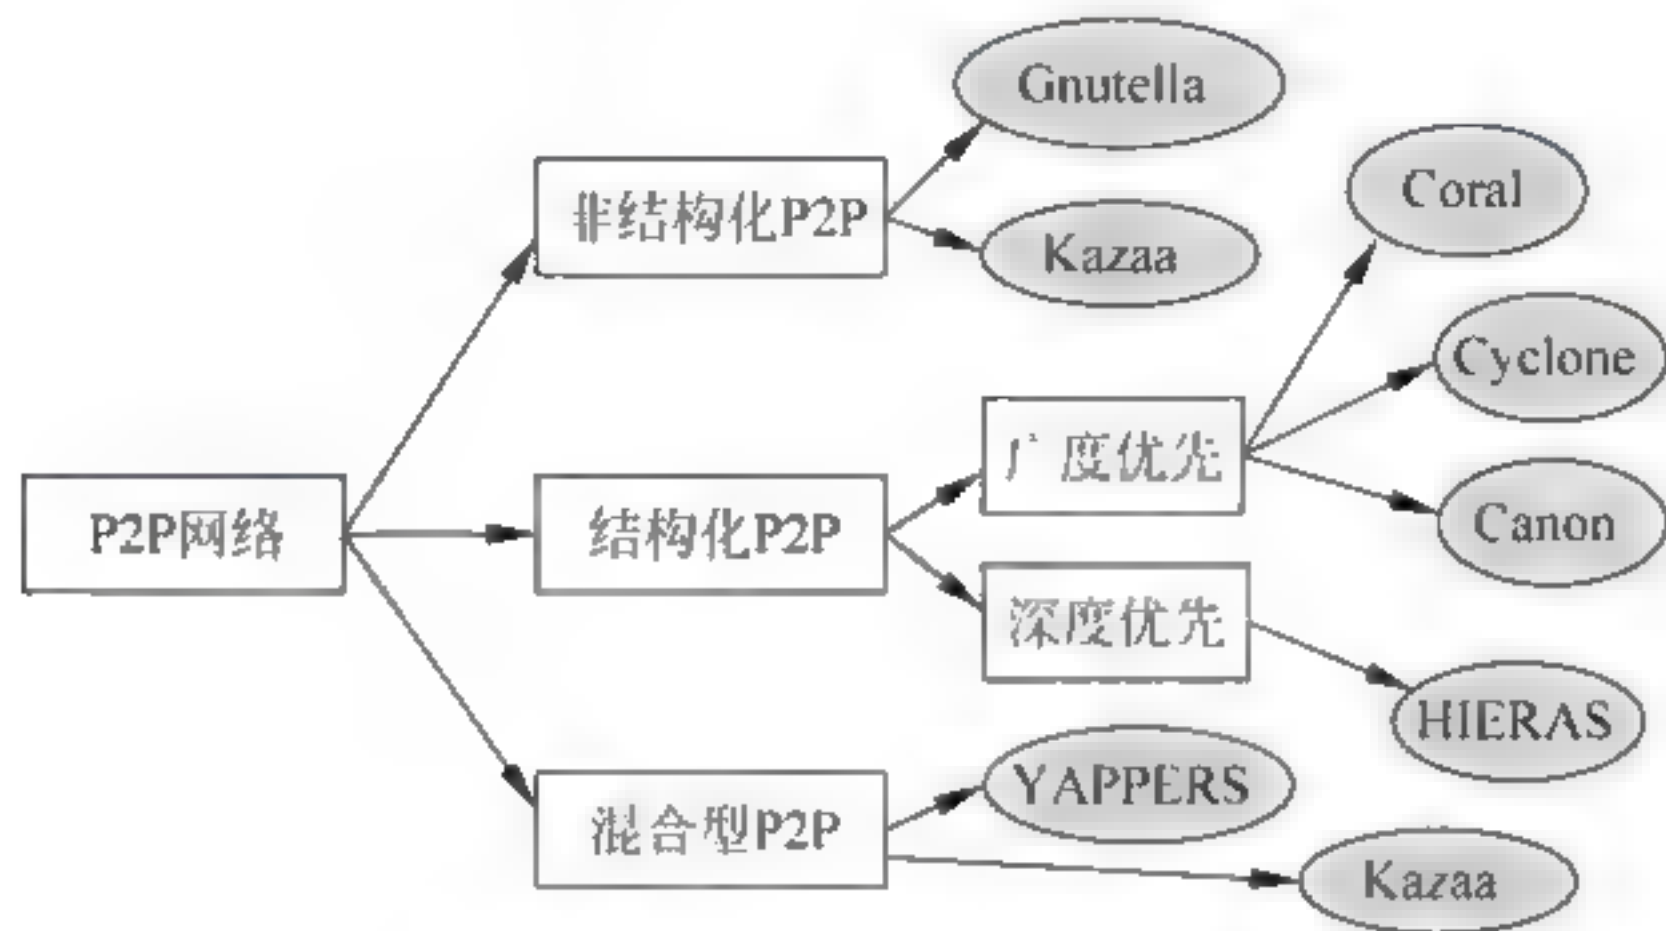 Gnutella
Coral
非结构化P2P
Kazaa
Cyclone
广度优先
P2P网络
结构化P2P
Canon
深度优先
HIERAS
YAPPERS
混合型P2P
Kazaa